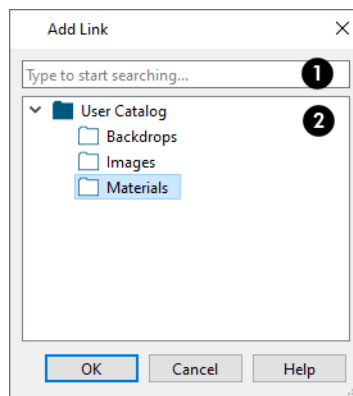 Add Link
Type to start searching... 1
User Catalog 2
Backdrops
Images
Materials
OK Cancel Help